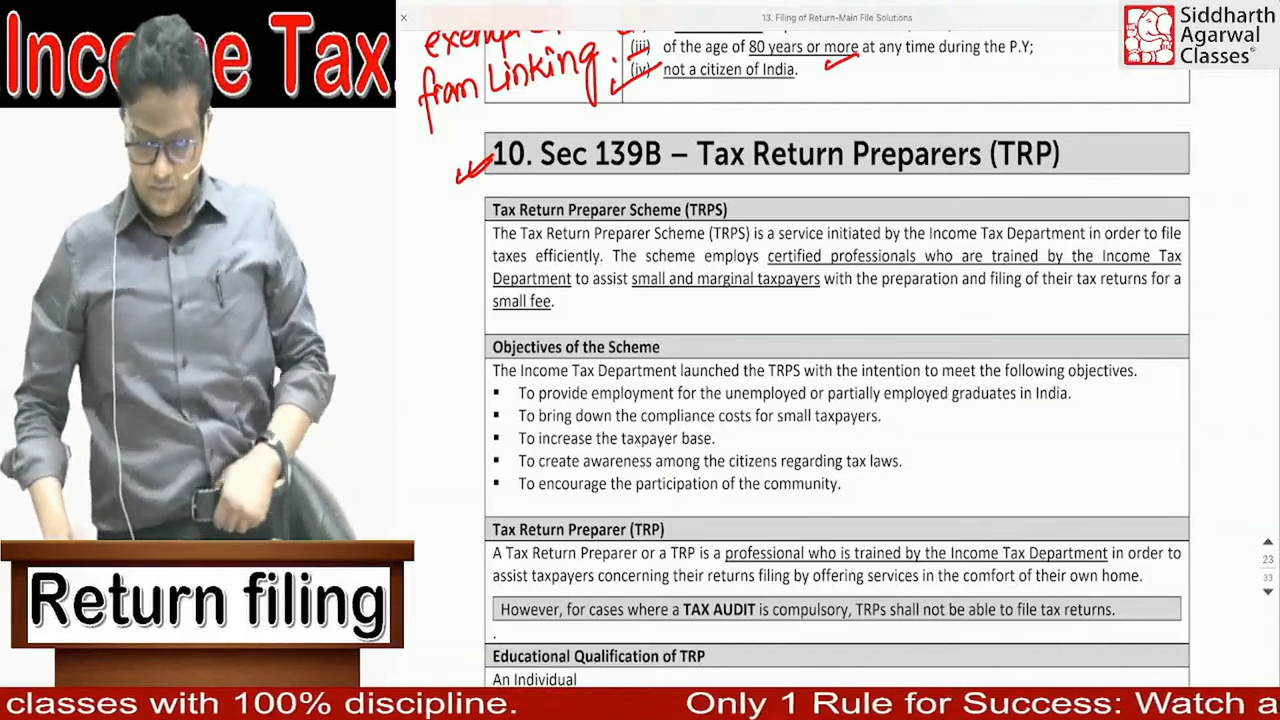 Income Tax.
13. Filing of Return-Main File Solutions
Siddharth
Agarwal
Classes
from Linking
(iii) of the age of 80 years or more at any time during the P.Y;
(iv) not a citizen of India.
10. Sec 139B – Tax Return Preparers (TRP)
Tax Return Preparer Scheme (TRPS)
The Tax Return Preparer Scheme (TRPS) is a service initiated by the Income Tax Department in order to file
taxes efficiently. The scheme employs certified professionals who are trained by the Income Tax
Department to assist small and marginal taxpayers with the preparation and filing of their tax returns for a
small fee.
Objectives of the Scheme
The Income Tax Department launched the TRPS with the intention to meet the following objectives.
▪ To provide employment for the unemployed or partially employed graduates in India.
▪ To bring down the compliance costs for small taxpayers.
▪ To increase the taxpayer base.
▪ To create awareness among the citizens regarding tax laws.
▪ To encourage the participation of the community.
Tax Return Preparer (TRP)
A Tax Return Preparer or a TRP is a professional who is trained by the Income Tax Department in order to
assist taxpayers concerning their returns filing by offering services in the comfort of their own home.
However, for cases where a TAX AUDIT is compulsory, TRPs shall not be able to file tax returns.
.
Educational Qualification of TRP
An Individual
23
33
Return filing
classes with 100% discipline. Only 1 Rule for Success: Watch a